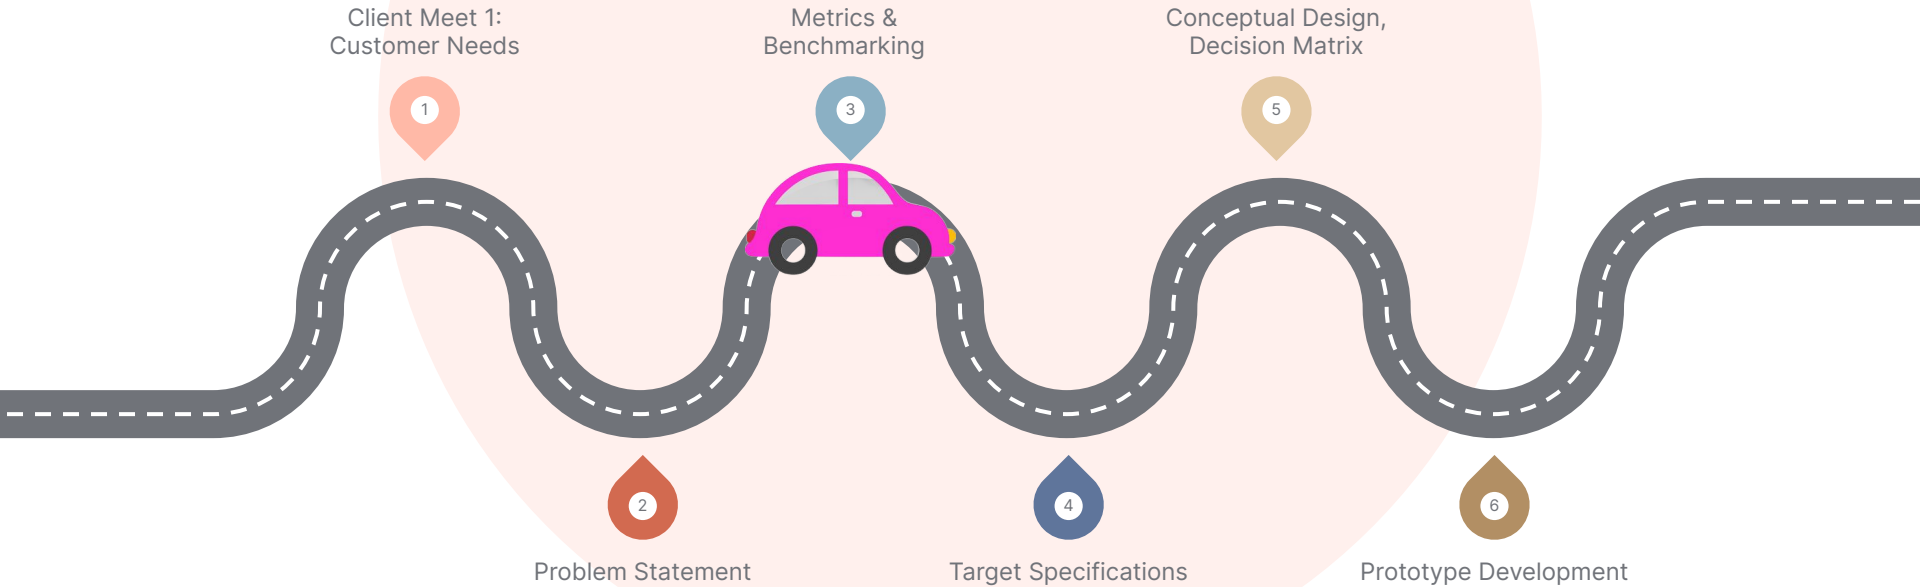 Client Meet 1:
Customer Needs
1
Metrics &
Benchmarking
3
Conceptual Design,
Decision Matrix
5
2
Problem Statement
4
Target Specifications
6
Prototype Development